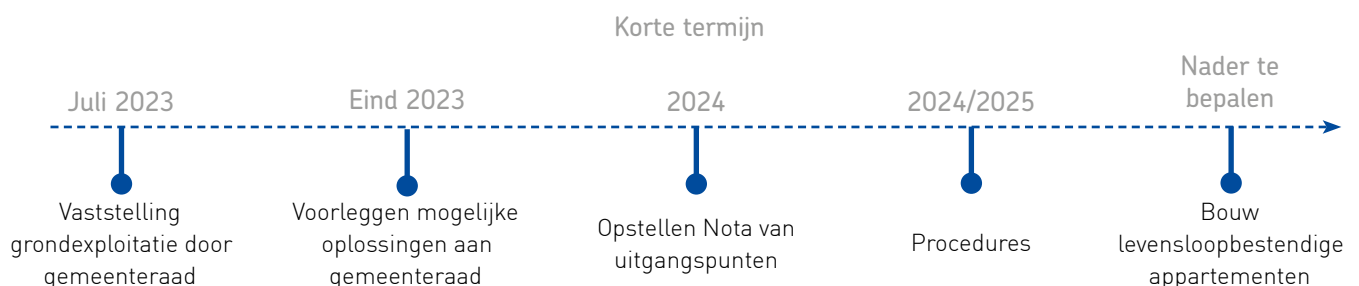 Korte termijn
Juli 2023
Eind 2023
2024
2024/2025
Nader te
bepalen
Vaststelling
grondexploitatie door
gemeenteraad
Voorleggen mogelijke
oplossingen aan
gemeenteraad
Opstellen Nota van
uitgangspunten
Procedures
Bouw
levensloopbestendige
appartementen